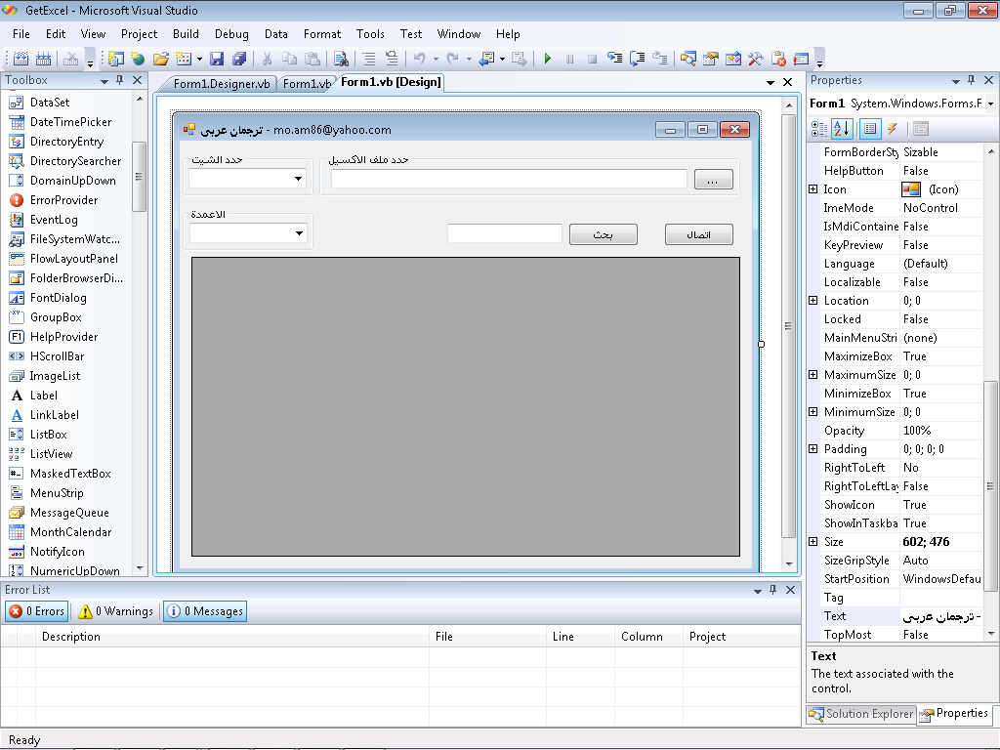 GetExcel - Microsoft Visual Studio
File Edit View Project Build Debug Data Format Tools Test Window Help
Toolbox
DataSet
DateTimePicker
DirectoryEntry
DirectorySearcher
DomainUpDown
ErrorProvider
EventLog
FileSystemWatc...
FlowLayoutPanel
FolderBrowserDi...
FontDialog
GroupBox
HelpProvider
HScrollBar
ImageList
Label
LinkLabel
ListBox
ListView
MaskedTextBox
MenuStrip
MessageQueue
MonthCalendar
NotifyIcon
NumericUpDown
Form1.Designer.vb Form1.vb Form1.vb [Design]
ترجمان عربي - mo.am86@yahoo.com
حدد الشيت
حدد ملف الاكسيل
...
الاعمدة
بحث
اتصال
Properties
Form1 System.Windows.Forms.F
FormBorderSty Sizable
HelpButton False
Icon (Icon)
ImeMode NoControl
IsMdiContaine False
KeyPreview False
Language (Default)
Localizable False
Location 0; 0
Locked False
MainMenuStri (none)
MaximizeBox True
MaximumSize 0; 0
MinimizeBox True
MinimumSize 0; 0
Opacity 100%
Padding 0; 0; 0; 0
RightToLeft No
RightToLeftLay False
ShowIcon True
ShowInTaskba True
Size 602; 476
SizeGripStyle Auto
StartPosition WindowsDefau
Tag
Text ترجمان عربي -
TopMost False
Text
The text associated with the
control.
Solution Explorer Properties
Error List
0 Errors 0 Warnings 0 Messages
Description File Line Column Project
Ready